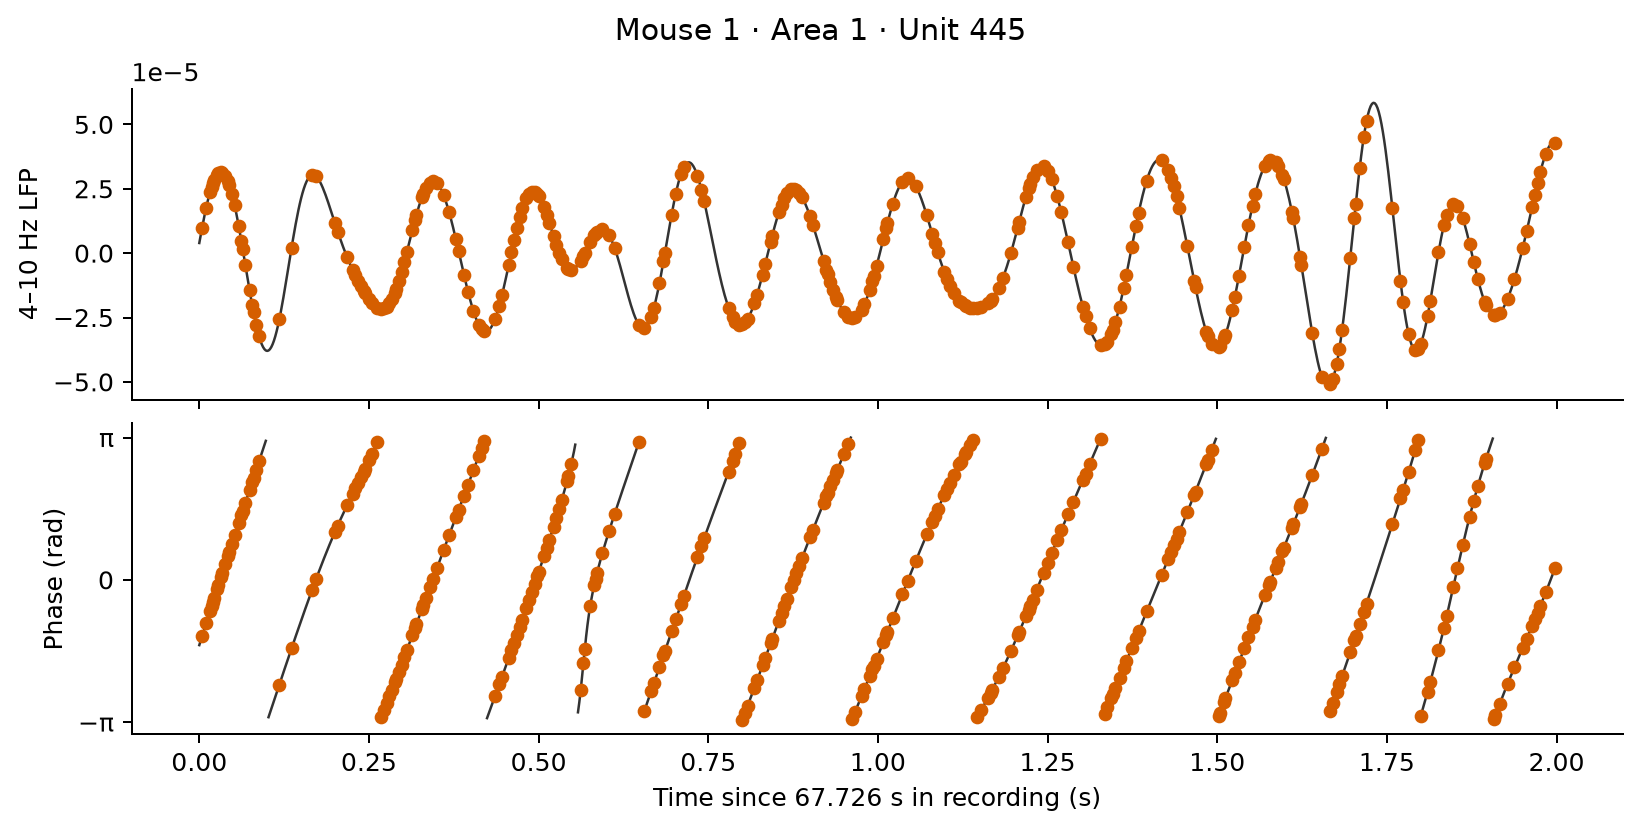 Mouse 1 · Area 1 · Unit 445
1e−5
4–10 Hz LFP
5.0
2.5
0.0
−2.5
−5.0
Phase (rad)
π
0
−π
0.00 0.25 0.50 0.75 1.00 1.25 1.50 1.75 2.00
Time since 67.726 s in recording (s)